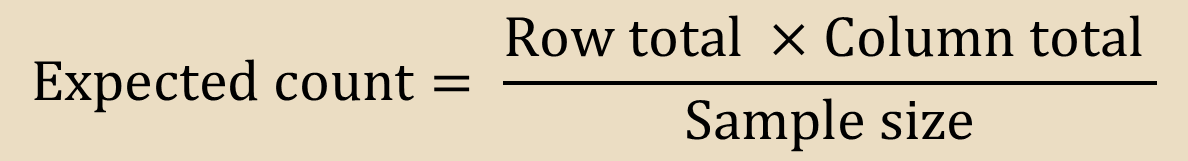 Expected count = Row total × Column total
Sample size